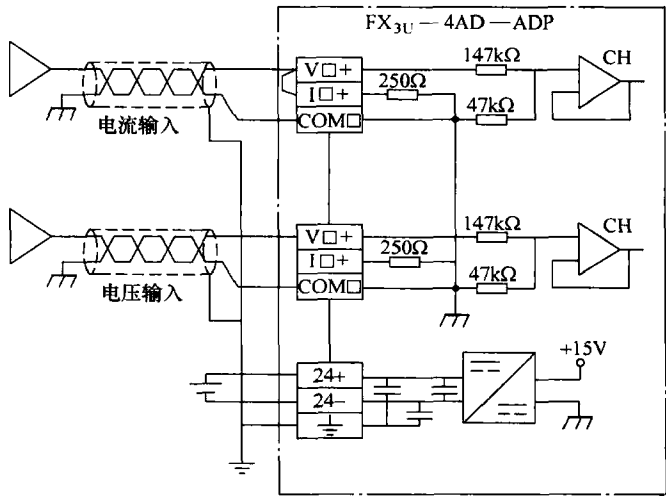 FX3U—4AD—ADP
V□+
I□+
COM□
250Ω
147kΩ
47kΩ
CH
电流输入
V□+
I□+
COM□
250Ω
147kΩ
47kΩ
CH
电压输入
24+
24−
+15V